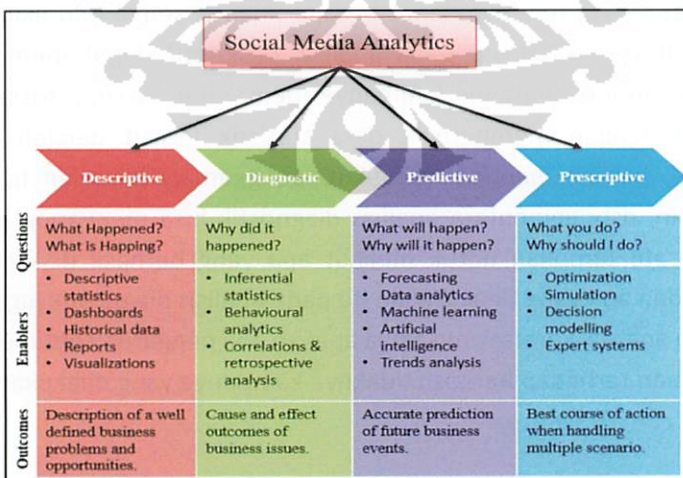 Social Media Analytics
Descriptive
Diagnostic
Predictive
Prescriptive
Questions
What Happened?
What is Happing?
Why did it
happened?
What will happen?
Why will it happen?
What you do?
Why should I do?
Enablers
• Descriptive
statistics
• Dashboards
• Historical data
• Reports
• Visualizations
• Inferential
statistics
• Behavioural
analytics
• Correlations &
retrospective
analysis
• Forecasting
• Data analytics
• Machine learning
• Artificial
intelligence
• Trends analysis
• Optimization
• Simulation
• Decision
modelling
• Expert systems
Outcomes
Description of a well
defined business
problems and
opportunities.
Cause and effect
outcomes of
business issues.
Accurate prediction
of future business
events.
Best course of action
when handling
multiple scenario.